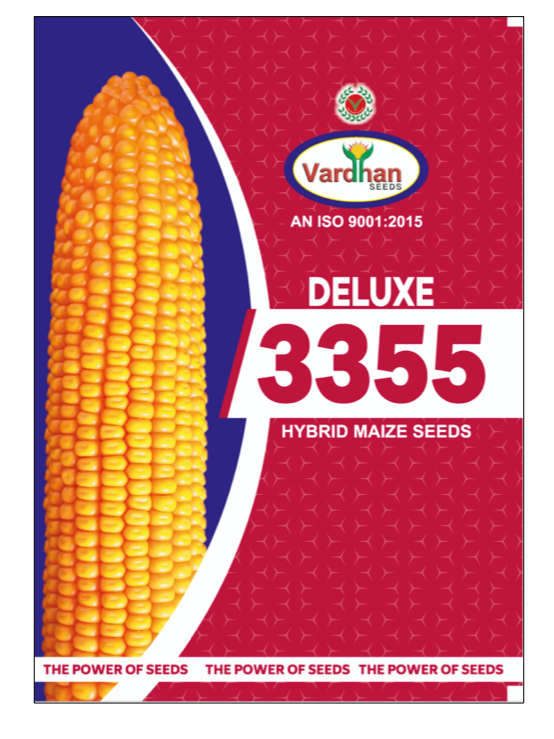 Vardhan
SEEDS
AN ISO 9001:2015
DELUXE
3355
HYBRID MAIZE SEEDS
THE POWER OF SEEDS THE POWER OF SEEDS THE POWER OF SEEDS